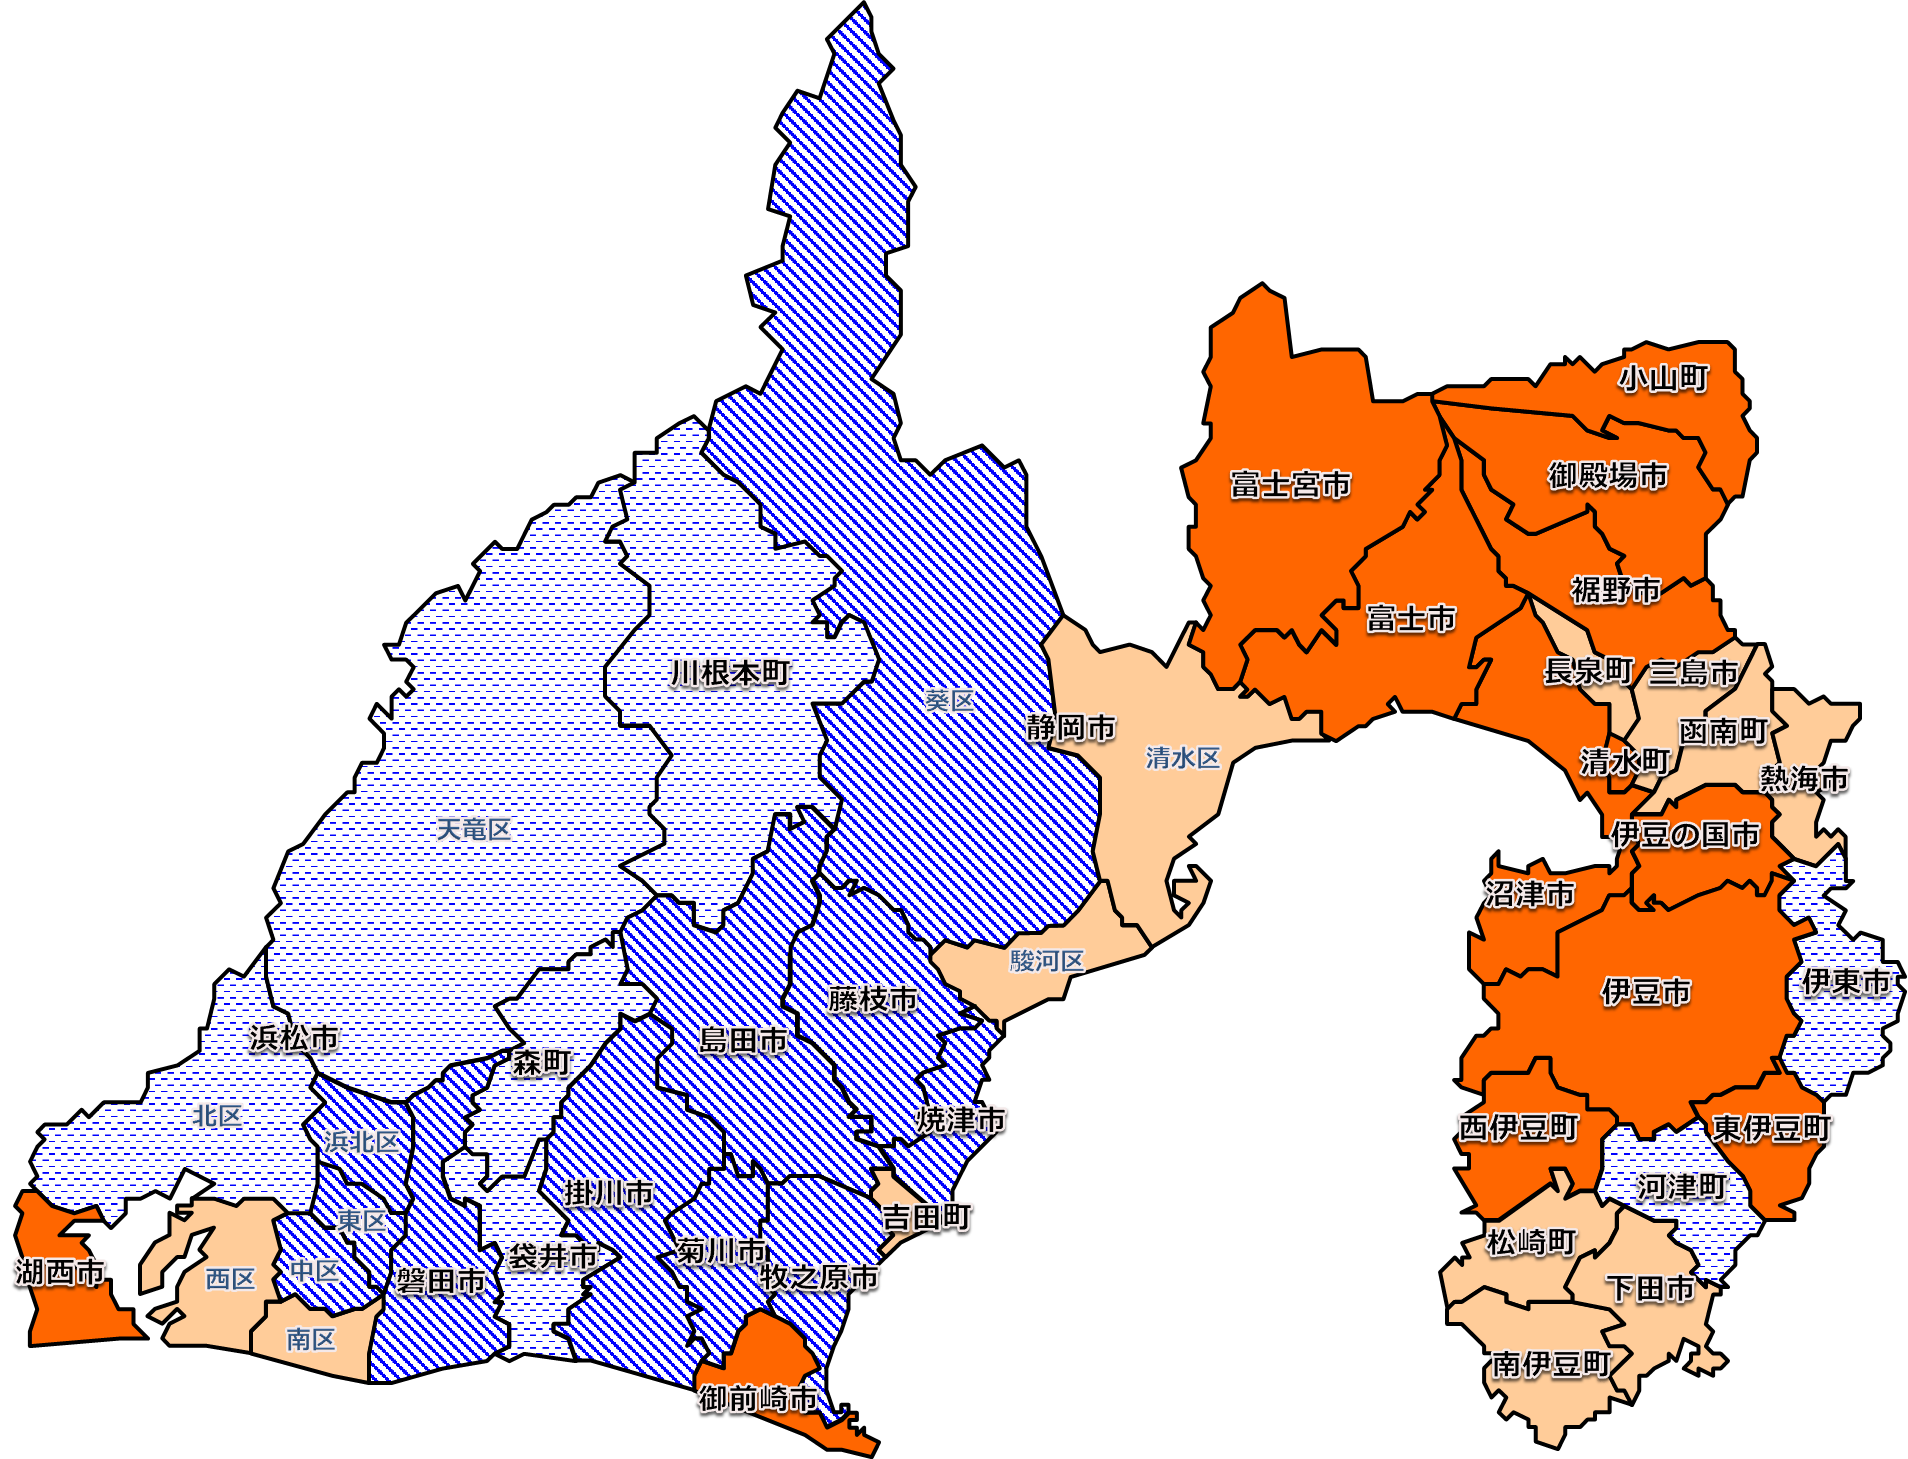 小山町
御殿場市
富士宮市
裾野市
富士市
長泉町
三島市
川根本町
葵区
静岡市
函南町
清水区
清水町
熱海市
天竜区
伊豆の国市
沼津市
駿河区
伊東市
伊豆市
藤枝市
浜松市
島田市
森町
北区
焼津市
西伊豆町
東伊豆町
浜北区
河津町
掛川市
東区
吉田町
松崎町
菊川市
袋井市
湖西市
中区
西区
磐田市
牧之原市
下田市
南区
南伊豆町
御前崎市